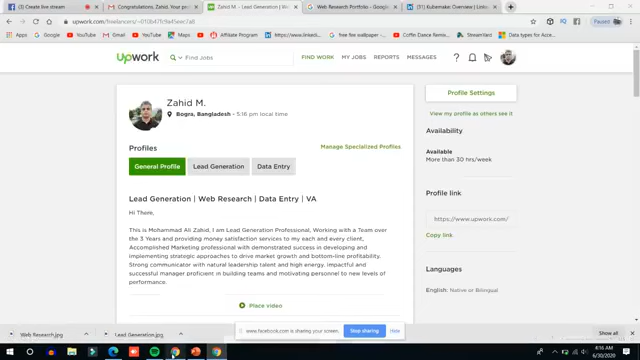 Create live stream
Congratulations, Zahid. Your
Zahid M. - Lead Generation | W
Web Research Portfolio - Google
(1) Kubernake: Overview | Linked
upwork.com/freelancers/~010b47fc9ef5eec7a8
Paused
Apps
Google
YouTube
Gmail
YouTube
Maps
Affiliate Program
https://www.linkedi...
free fire wallpaper...
Coffin Dance Remix...
StreamYard
Data types for Acce...
upwork
Find Jobs
FIND WORK
MY JOBS
REPORTS
MESSAGES
?
Zahid M.
Bogra, Bangladesh - 5:16 pm local time
Profiles
Manage Specialized Profiles
General Profile
Lead Generation
Data Entry
Lead Generation | Web Research | Data Entry | VA
Hi There,
This is Mohammad Ali Zahid, I am Lead Generation Professional, Working with a Team over
the 3 Years and providing money satisfaction services to my each and every client,
Accomplished Marketing professional with demonstrated success in developing and
implementing strategic approaches to drive market growth and bottom-line profitability.
Strong communicator with natural leadership talent and high energy. impactful and
successful manager proficient in building teams and motivating personnel to new levels of
performance.
Place video
Profile Settings
View my profile as others see it
Availability
Available
More than 30 hrs/week
Profile link
https://www.upwork.com/
Copy link
Languages
English: Native or Bilingual
Web Research.jpg
Lead Generation.jpg
www.facebook.com is sharing your screen.
Stop sharing
Hide
Show all
4:16 AM
6/30/2020